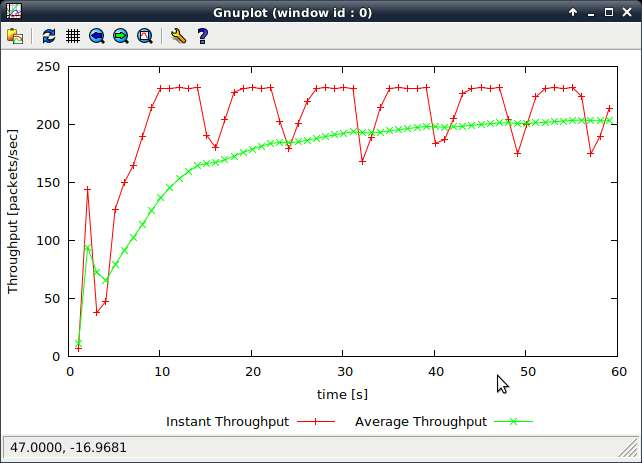 Gnuplot (window id : 0)
250
200
150
100
50
0
Throughput [packets/sec]
0 10 20 30 40 50 60
time [s]
Instant Throughput Average Throughput
47.0000, -16.9681